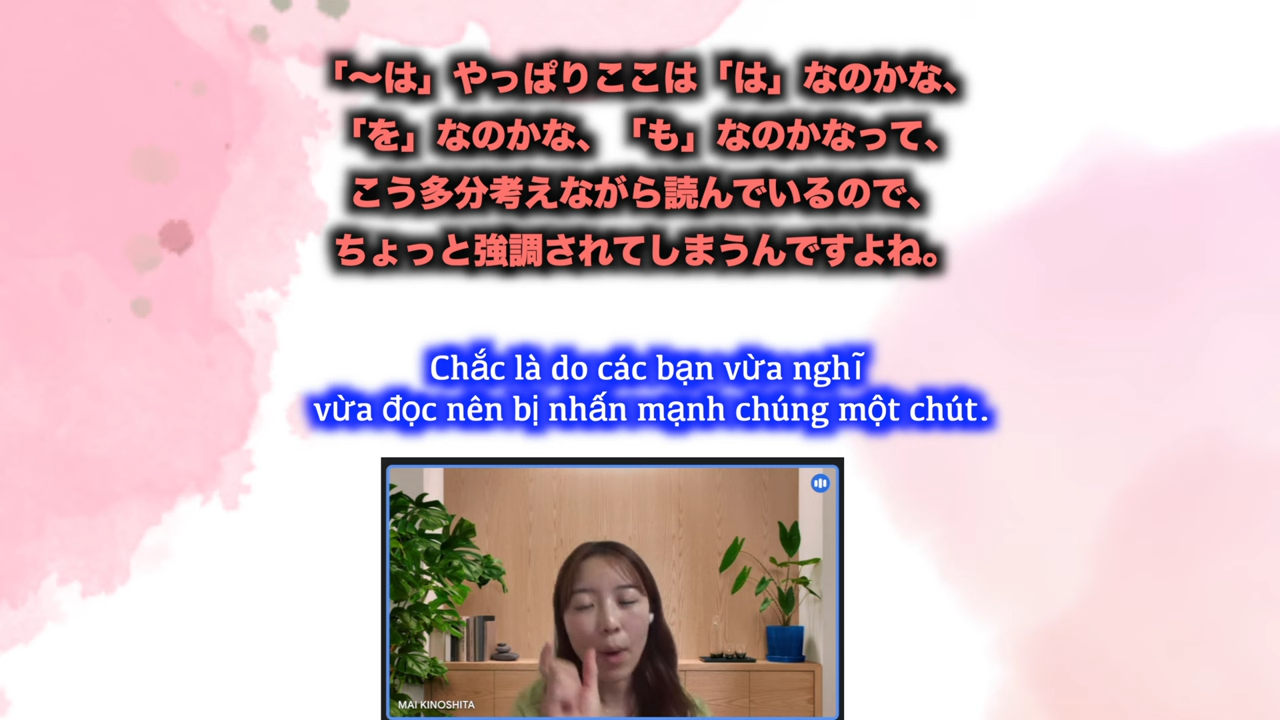 「〜は」やっぱりここは「は」なのかな、
「を」なのかな、「も」なのかなって、
こう多分考えながら読んでいるので、
ちょっと強調されてしまうんですよね。
Chắc là do các bạn vừa nghĩ
vừa đọc nên bị nhấn mạnh chúng một chút.
MAI KINOSHITA